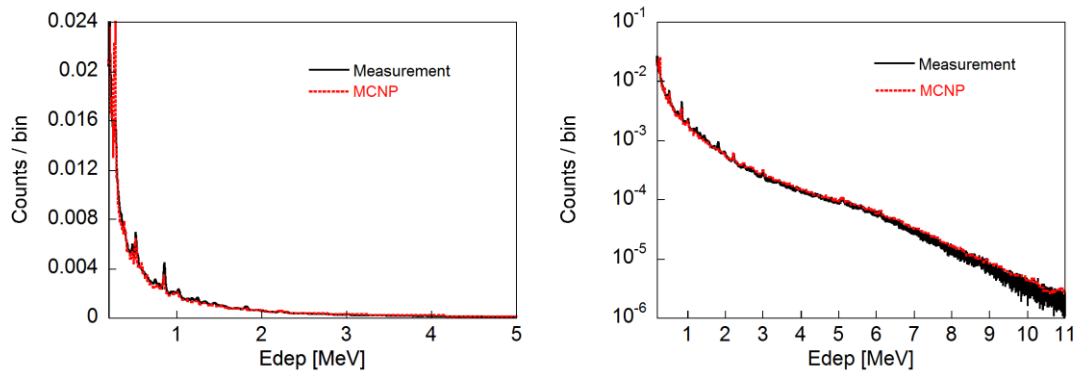 0.024
0.02
0.016
0.012
0.008
0.004
0
Counts / bin
Measurement
MCNP
1 2 3 4 5
Edep [MeV]
10-1
10-2
10-3
10-4
10-5
10-6
Counts / bin
Measurement
MCNP
1 2 3 4 5 6 7 8 9 10 11
Edep [MeV]